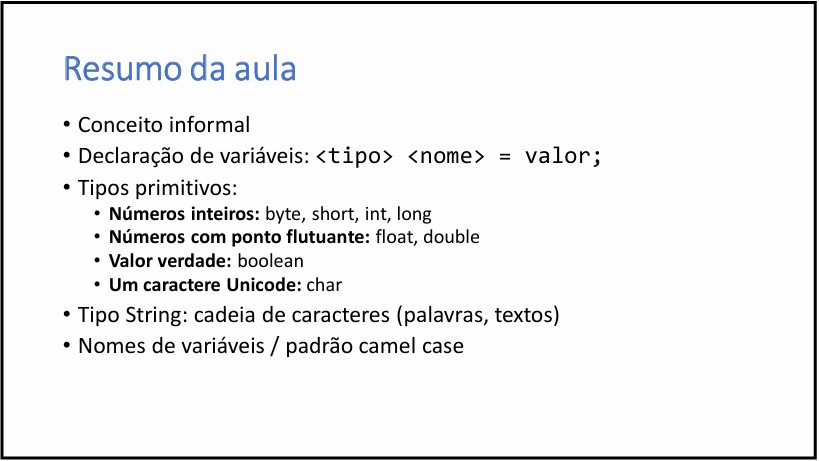 Resumo da aula
• Conceito informal
• Declaração de variáveis: <tipo> <nome> = valor;
• Tipos primitivos:
• Números inteiros: byte, short, int, long
• Números com ponto flutuante: float, double
• Valor verdade: boolean
• Um caractere Unicode: char
• Tipo String: cadeia de caracteres (palavras, textos)
• Nomes de variáveis / padrão camel case